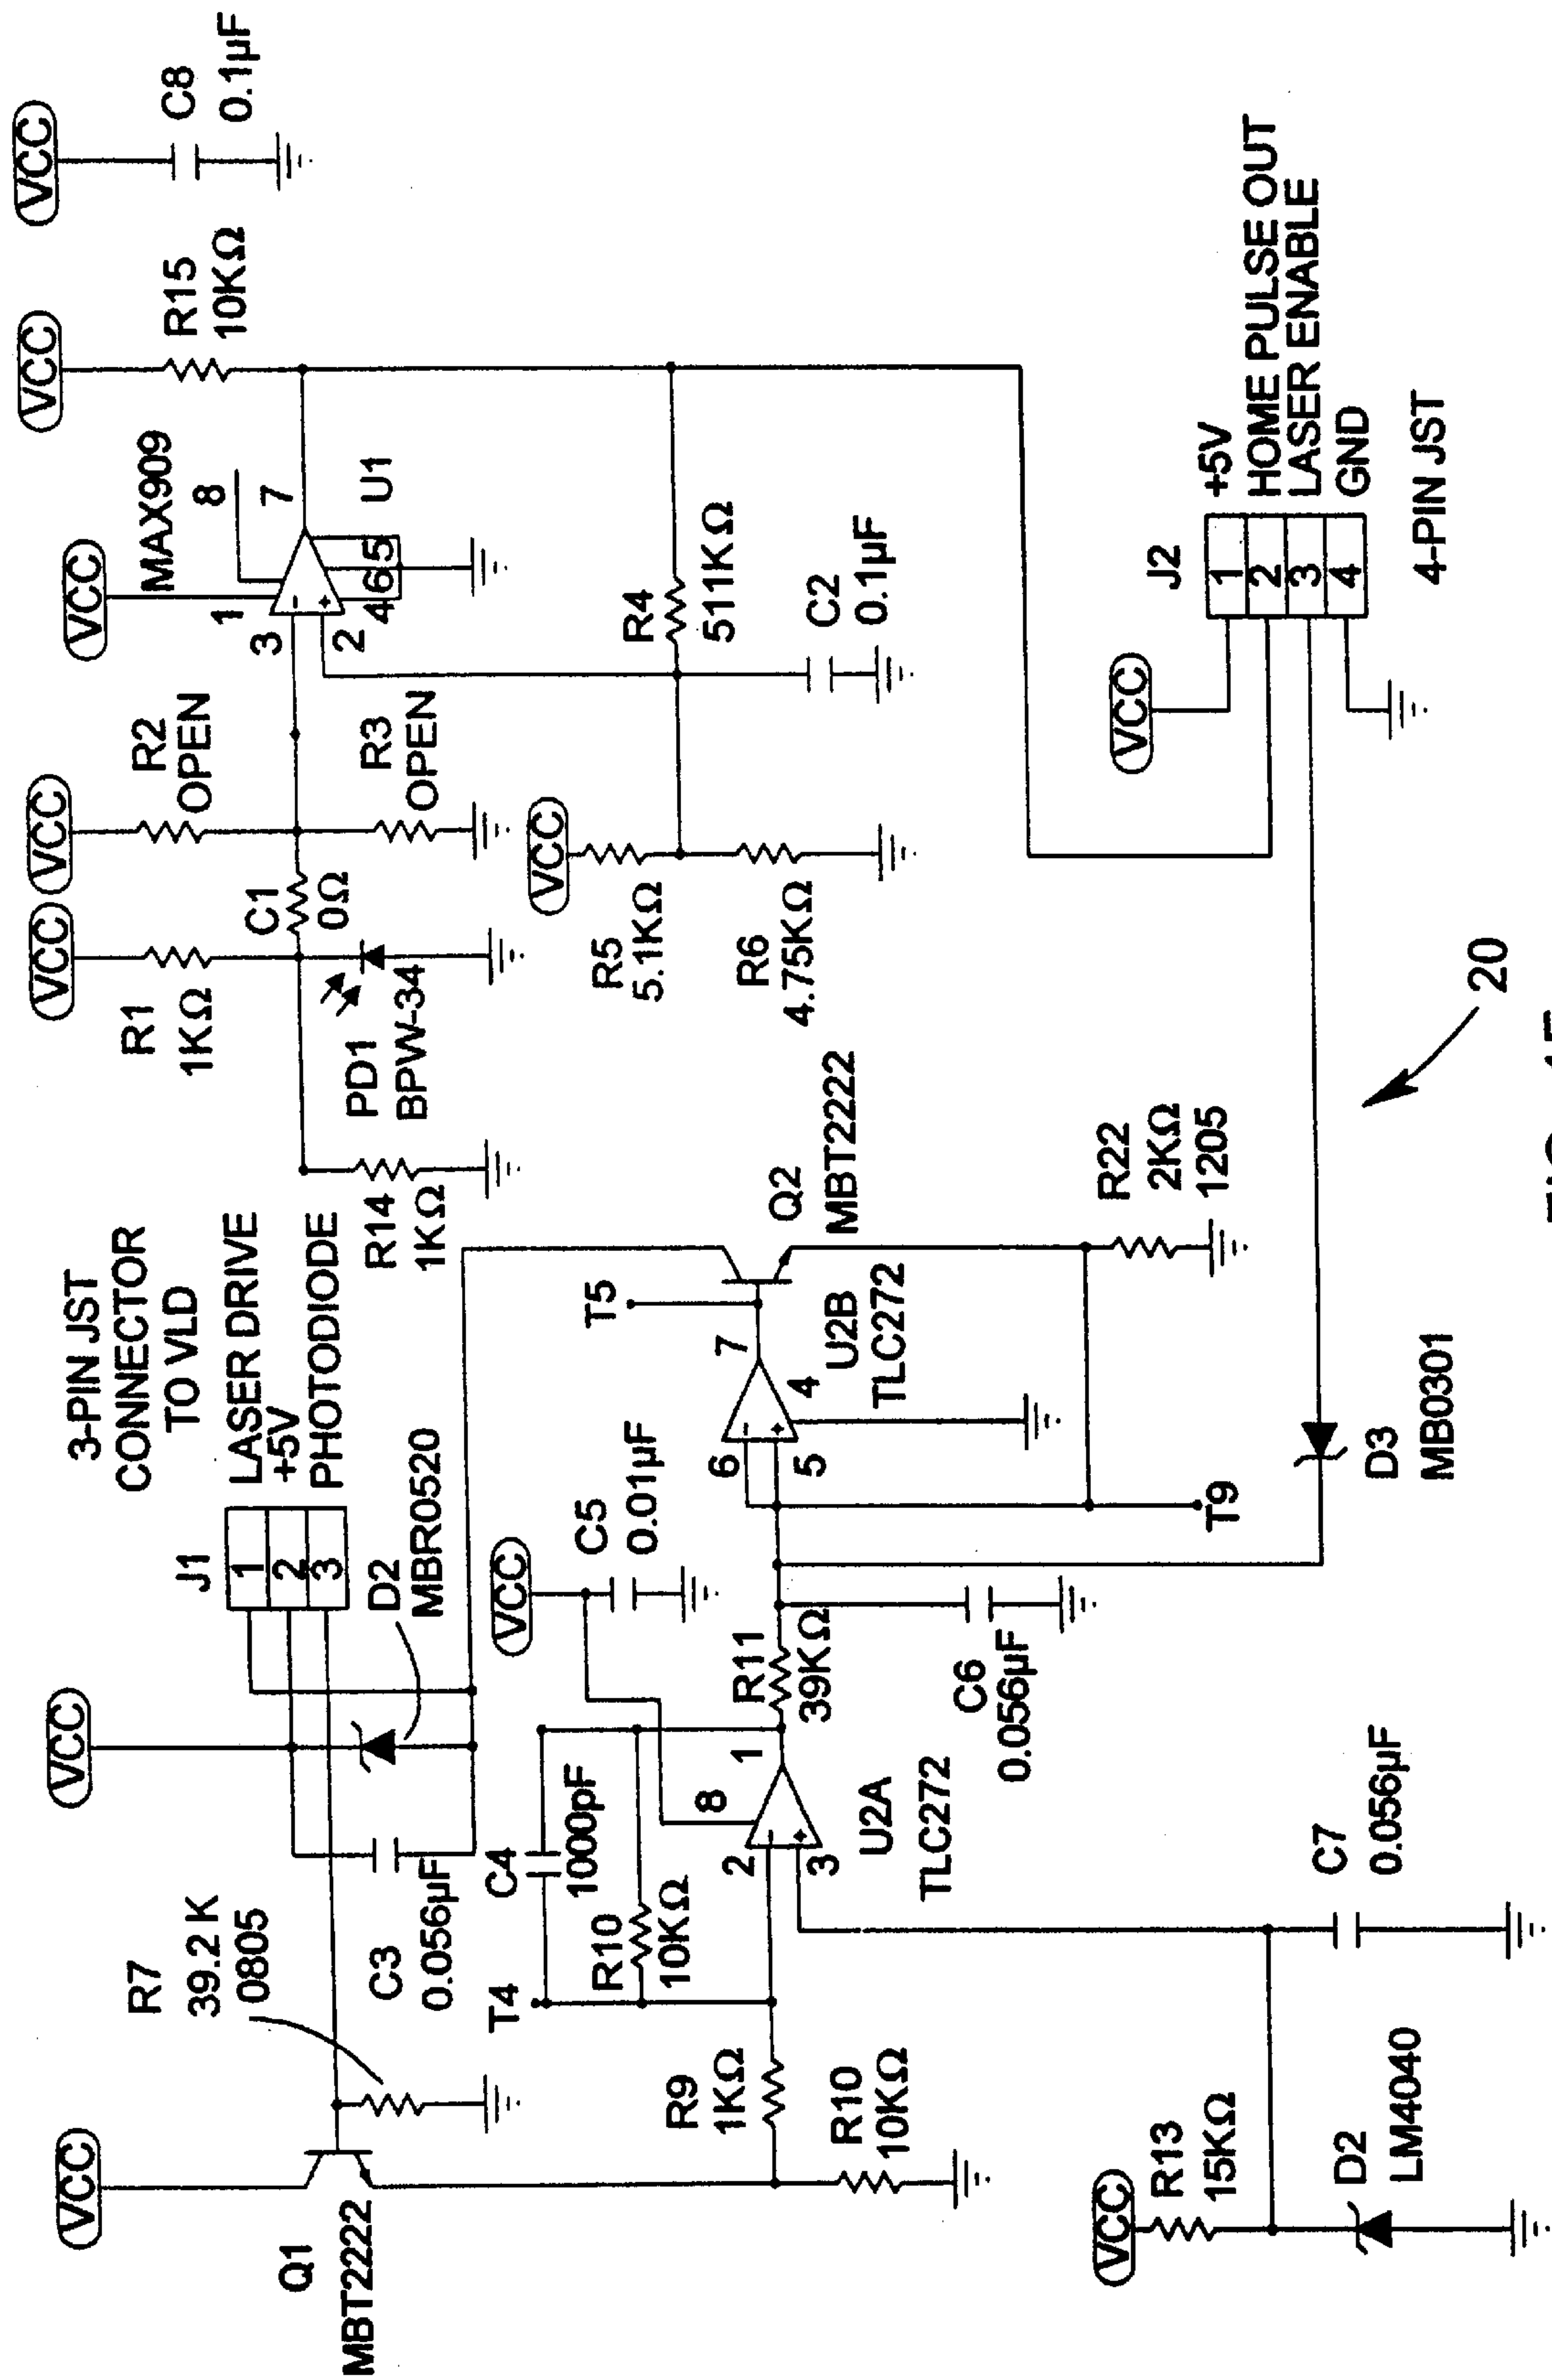 VCC
VCC
VCC
VCC
VCC
VCC
VCC
C8
0.1µF
R15
10KΩ
MAX909
8
7
1
3
2
4
6
5
U1
R2
OPEN
R3
OPEN
R1
1KΩ
C1
0Ω
PD1
BPW-34
R14
1KΩ
VCC
R5
5.1KΩ
R6
4.75KΩ
R4
511KΩ
C2
0.1µF
3-PIN JST
CONNECTOR
TO VLD
J1
1
2
3
LASER DRIVE
+5V
PHOTODIODE
D2
MBR0520
R7
39.2 K
0805
Q1
MBT2222
C3
0.056µF
VCC
C5
0.01µF
C4
1000pF
R10
10KΩ
T4
R9
1KΩ
R10
10KΩ
2
3
8
1
U2A
TLC272
R11
39KΩ
C6
0.056µF
6
5
7
4
U2B
TLC272
T5
Q2
MBT2222
R22
2KΩ
1205
T9
D3
MB0301
VCC
R13
15KΩ
D2
LM4040
C7
0.056µF
VCC
J2
1
2
3
4
+5V
HOME PULSE OUT
LASER ENABLE
GND
4-PIN JST
20